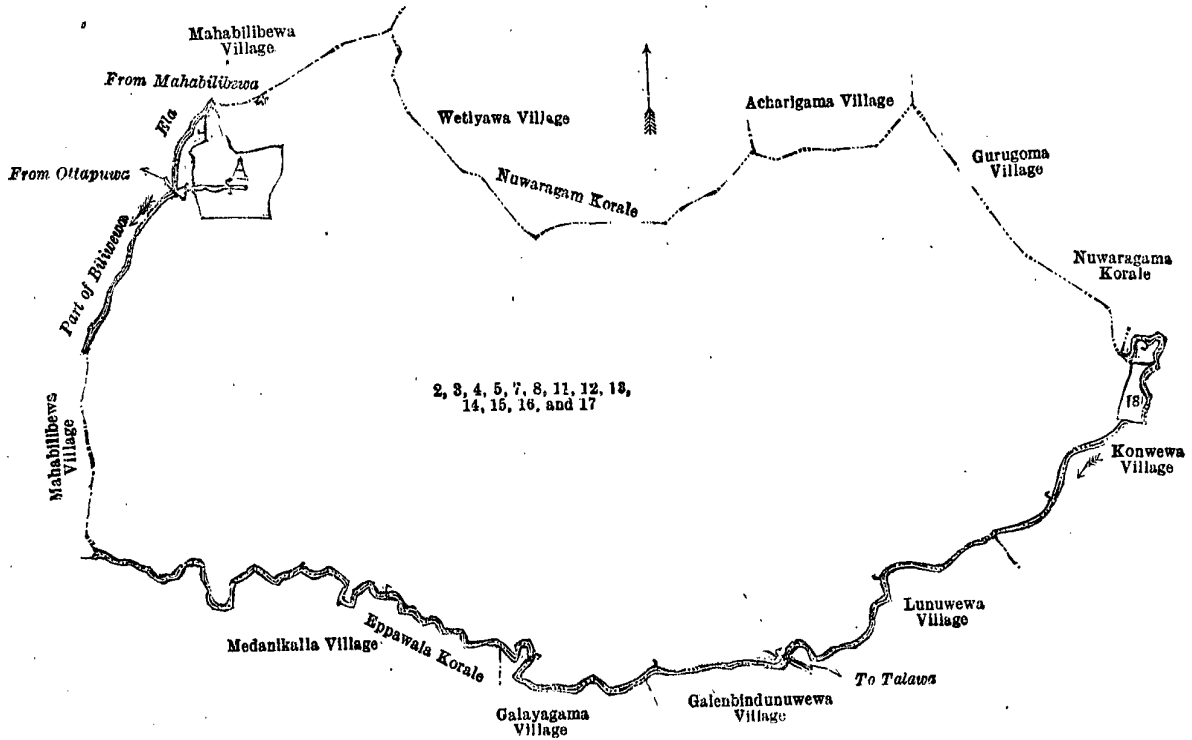 Mahabilibewa
Village
From Mahabilibewa
Ela
From Ottapuwa
Part of Biliwewa
Wetiyawa Village
Nuwaragam Korale
Acharigama Village
Gurugoma
Village
Nuwaragama
Korale
A
2, 3, 4, 5, 7, 8, 11, 12, 13,
14, 15, 16, and 17
18
Mahabilibews
Village
Konwewa
Village
Lunuwewa
Village
Medanikalla Village
Eppawala Korale
To Talawa
Galenbindunuwewa
Village
Galayagama
Village